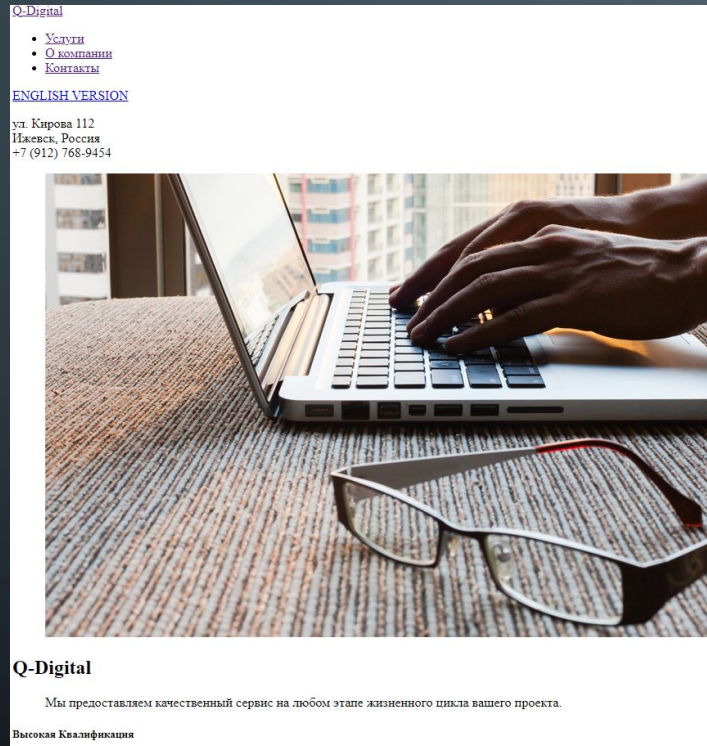 Q-Digital
Услуги
О компании
Контакты
ENGLISH VERSION
ул. Кирова 112
Ижевск, Россия
+7 (912) 768-9454
Q-Digital
Мы предоставляем качественный сервис на любом этапе жизненного цикла вашего проекта.
Высокая Квалификация